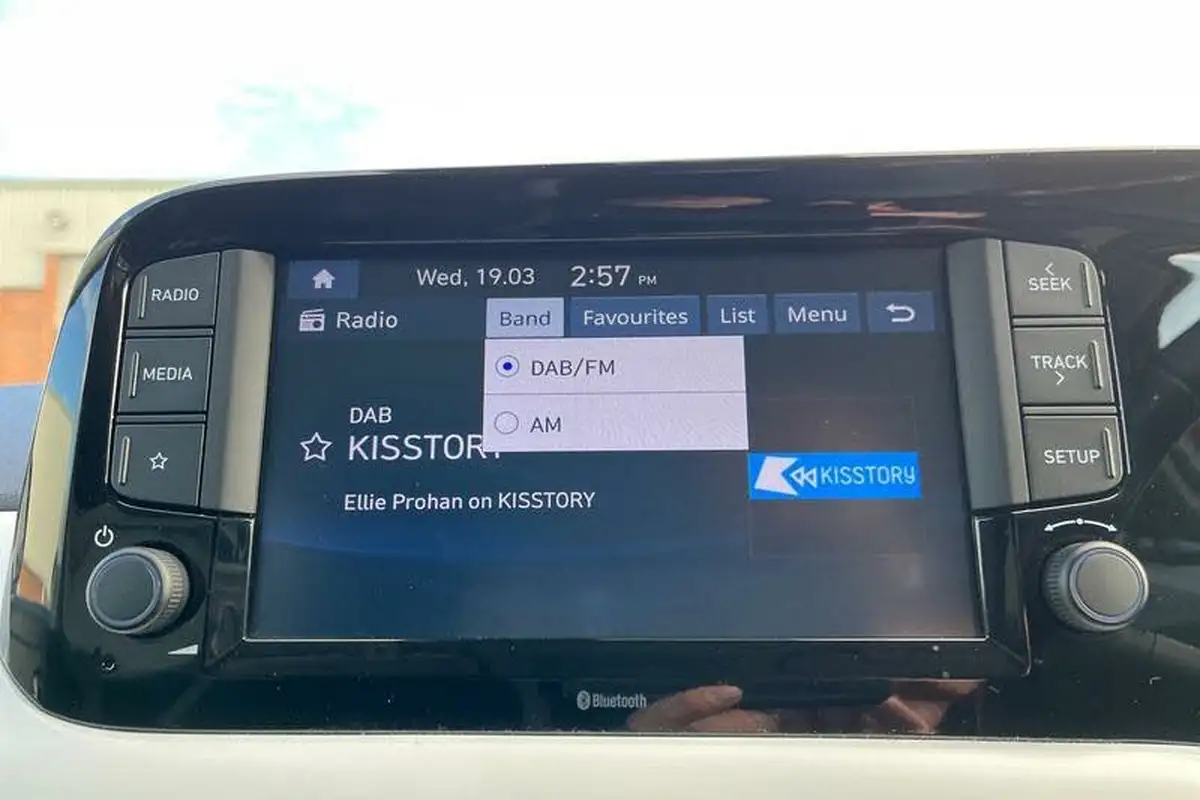 RADIO
MEDIA
Wed, 19.03 2:57 PM
Radio Band Favourites List Menu
DAB/FM
AM
DAB
KISSTORY
Ellie Prohan on KISSTORY
KISSTORY
SEEK
TRACK
SETUP
Bluetooth